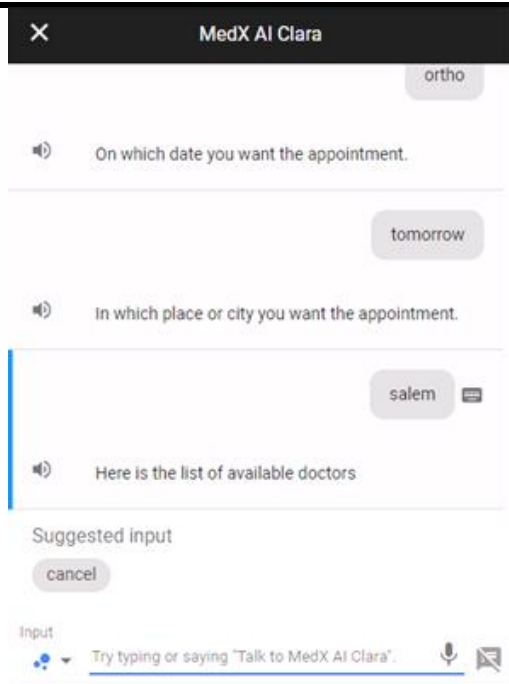 MedX AI Clara
ortho
On which date you want the appointment.
tomorrow
In which place or city you want the appointment.
salem
Here is the list of available doctors
Suggested input
cancel
Input
Try typing or saying "Talk to MedX AI Clara".